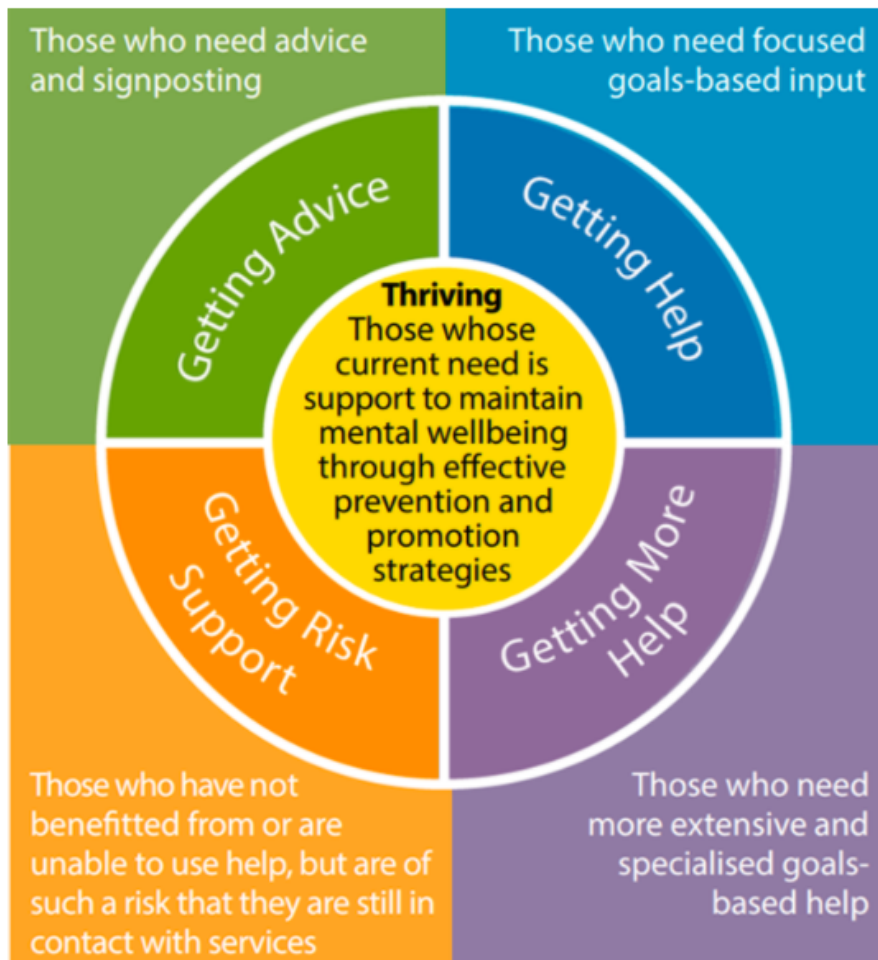 Those who need advice
and signposting
Those who need focused
goals-based input
Getting Advice
Getting Help
Thriving
Those whose
current need is
support to maintain
mental wellbeing
through effective
prevention and
promotion
strategies
Getting Risk
Support
Getting More
Help
Those who have not
benefitted from or are
unable to use help, but are of
such a risk that they are still in
contact with services
Those who need
more extensive and
specialised goals-
based help